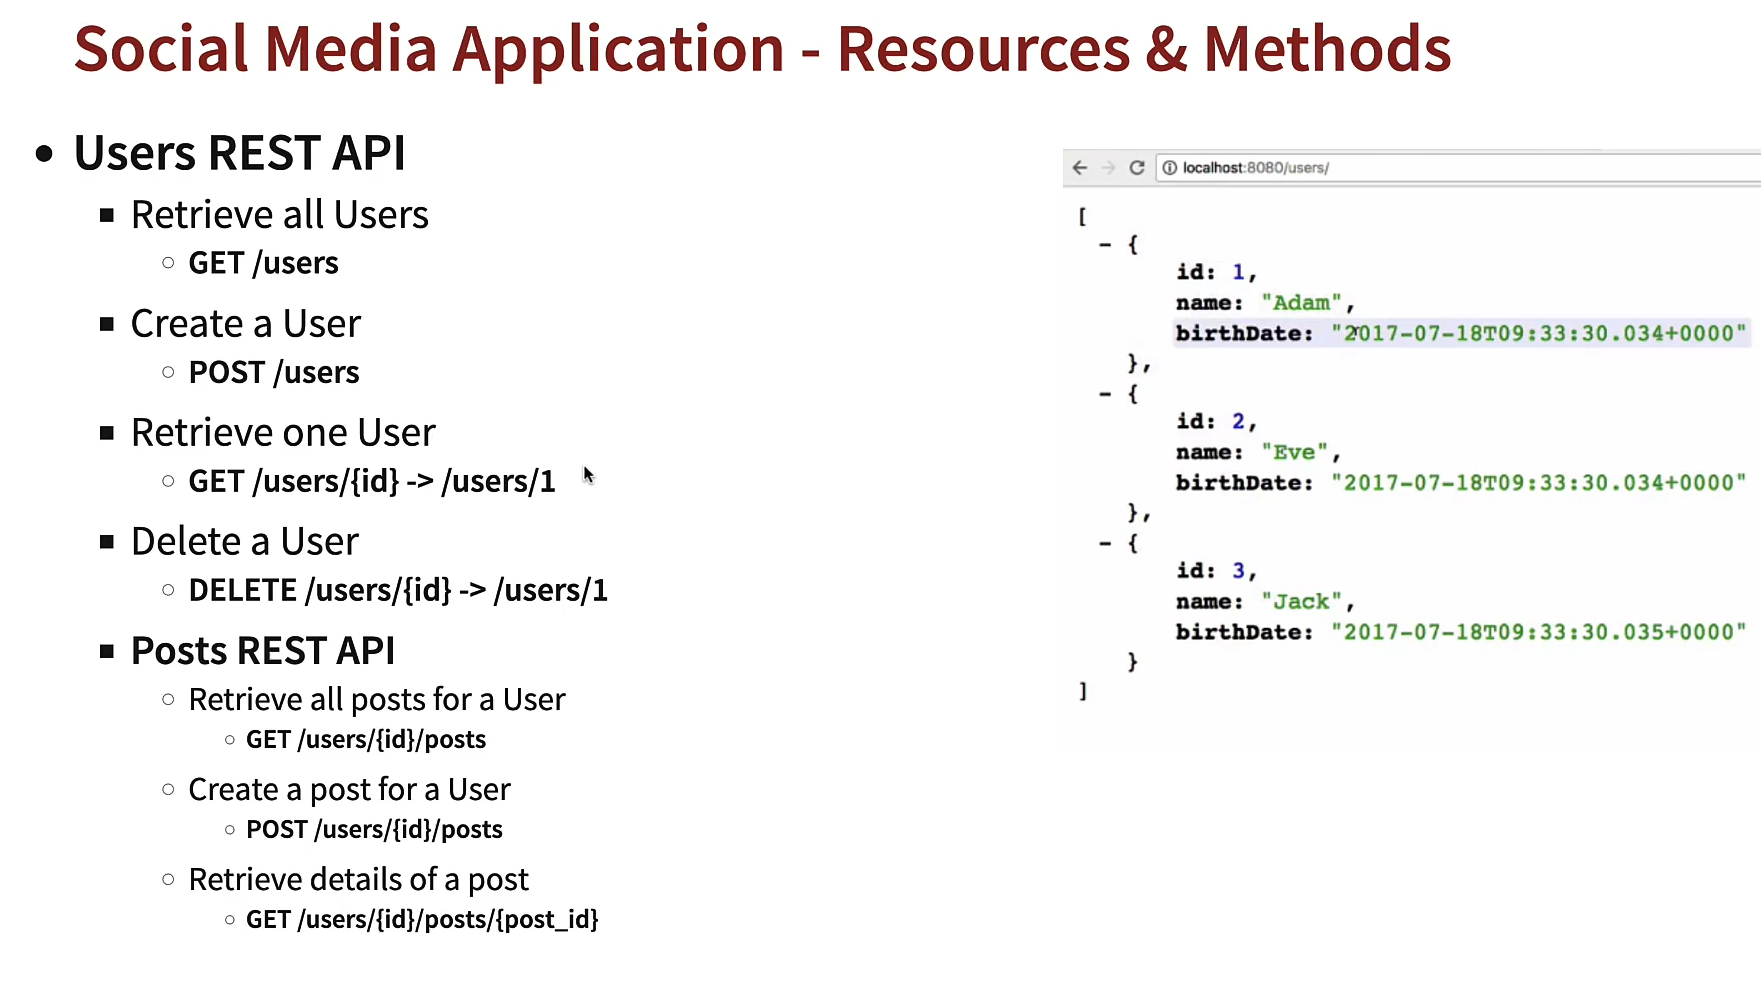 Social Media Application - Resources & Methods
Users REST API
Retrieve all Users
GET /users
Create a User
POST /users
Retrieve one User
GET /users/{id} -> /users/1
Delete a User
DELETE /users/{id} -> /users/1
Posts REST API
Retrieve all posts for a User
GET /users/{id}/posts
Create a post for a User
POST /users/{id}/posts
Retrieve details of a post
GET /users/{id}/posts/{post_id}
localhost:8080/users/
[
- {
id: 1,
name: "Adam",
birthDate: "2017-07-18T09:33:30.034+0000"
},
- {
id: 2,
name: "Eve",
birthDate: "2017-07-18T09:33:30.034+0000"
},
- {
id: 3,
name: "Jack",
birthDate: "2017-07-18T09:33:30.035+0000"
}
]